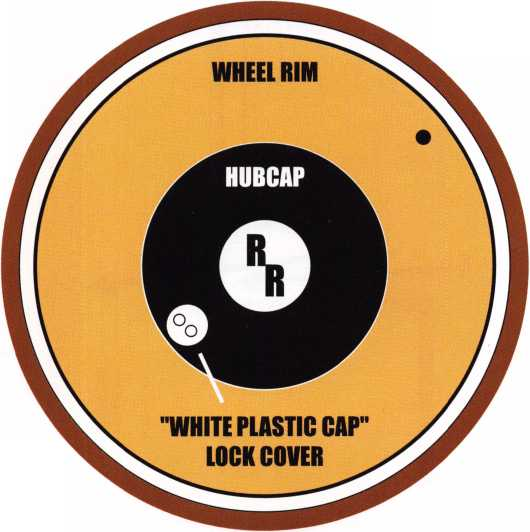 WHEEL RIM
HUBCAP
R
R
"WHITE PLASTIC CAP"
LOCK COVER